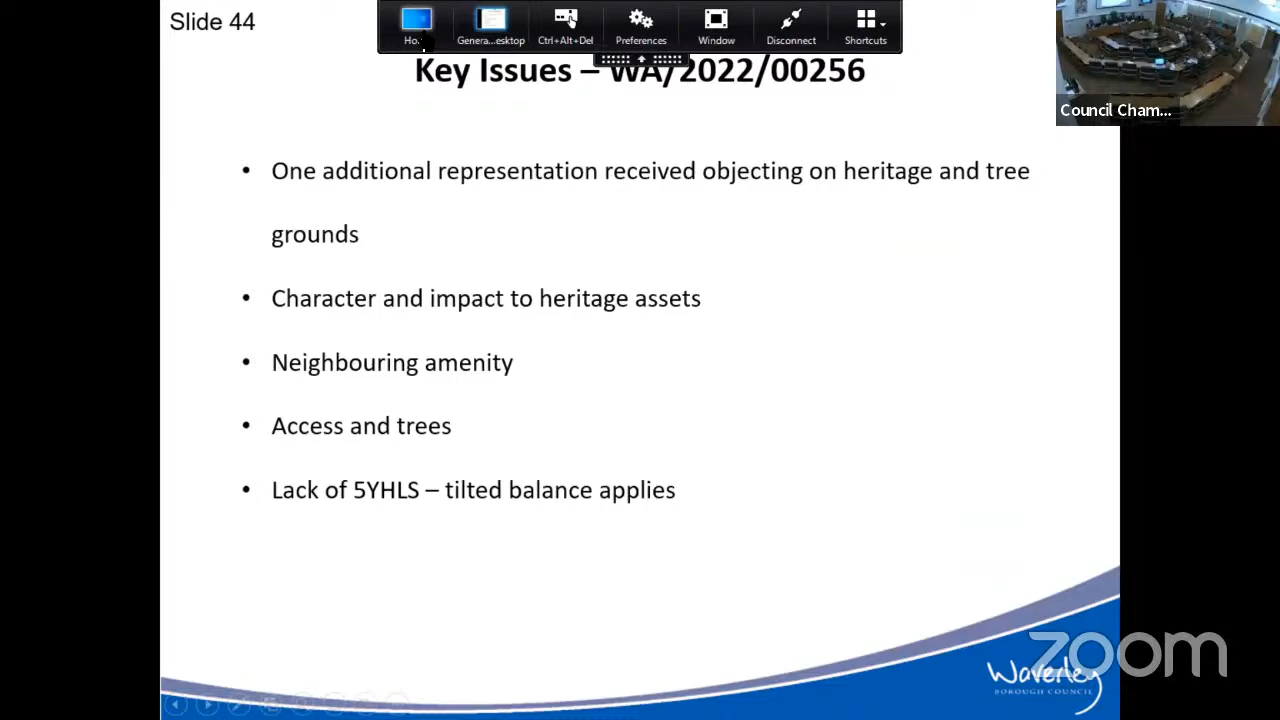 Slide 44
Ho...
Genera...esktop
Ctrl+Alt+Del
Preferences
Window
Disconnect
Shortcuts
Council Cham...
Key Issues – WA/2022/00256
• One additional representation received objecting on heritage and tree
grounds
• Character and impact to heritage assets
• Neighbouring amenity
• Access and trees
• Lack of 5YHLS – tilted balance applies
zoom
Waverley
BOROUGH COUNCIL